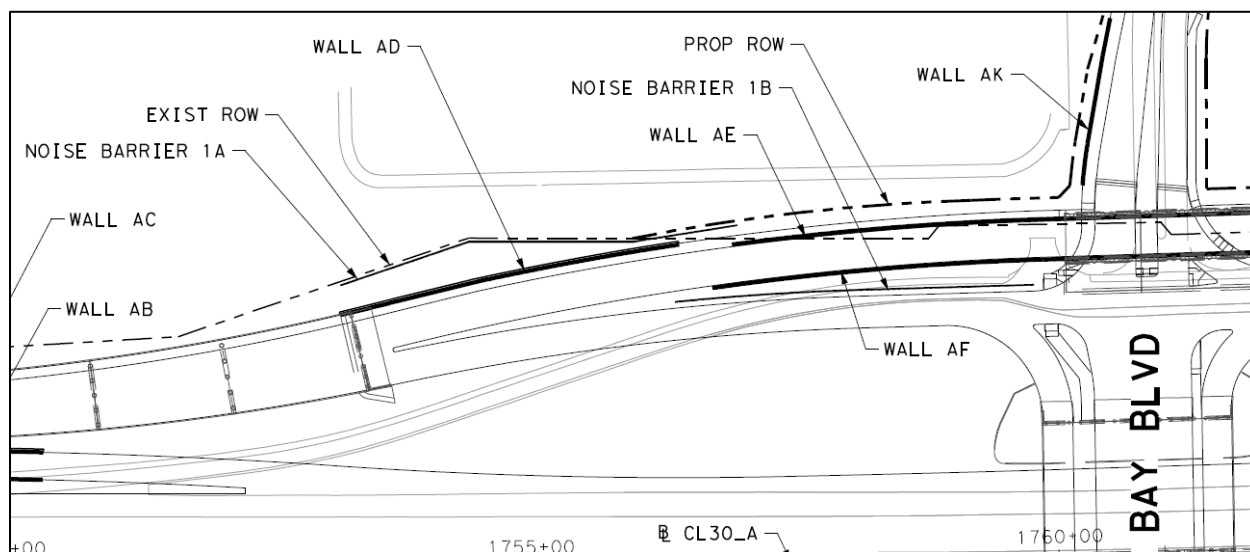 WALL AD
PROP ROW
NOISE BARRIER 1B
WALL AK
EXIST ROW
WALL AE
NOISE BARRIER 1A
WALL AC
WALL AB
WALL AF
BAY BLVD
CL30_A
+00
1755+00
1760+00